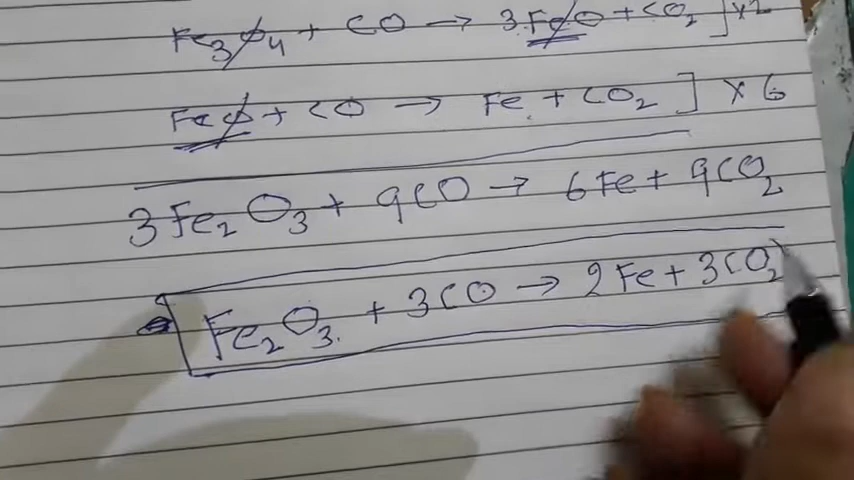 Fe3O4 + CO → 3FeO + CO2 ] x 2
FeO + CO → Fe + CO2 ] x 6
3Fe2O3 + 9CO → 6Fe + 9CO2
Fe2O3 + 3CO → 2Fe + 3CO2